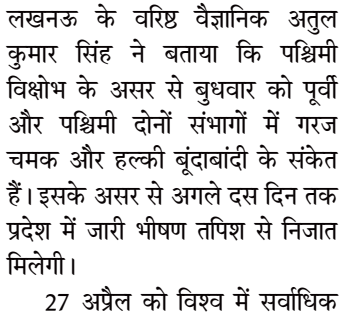 लखनऊ के वरिष्ठ वैज्ञानिक अतुल
कुमार सिंह ने बताया कि पश्चिमी
विक्षोभ के असर से बुधवार को पूर्वी
और पश्चिमी दोनों संभागों में गरज
चमक और हल्की बूंदाबांदी के संकेत
हैं। इसके असर से अगले दस दिन तक
प्रदेश में जारी भीषण तपिश से निजात
मिलेगी।
27 अप्रैल को विश्व में सर्वाधिक